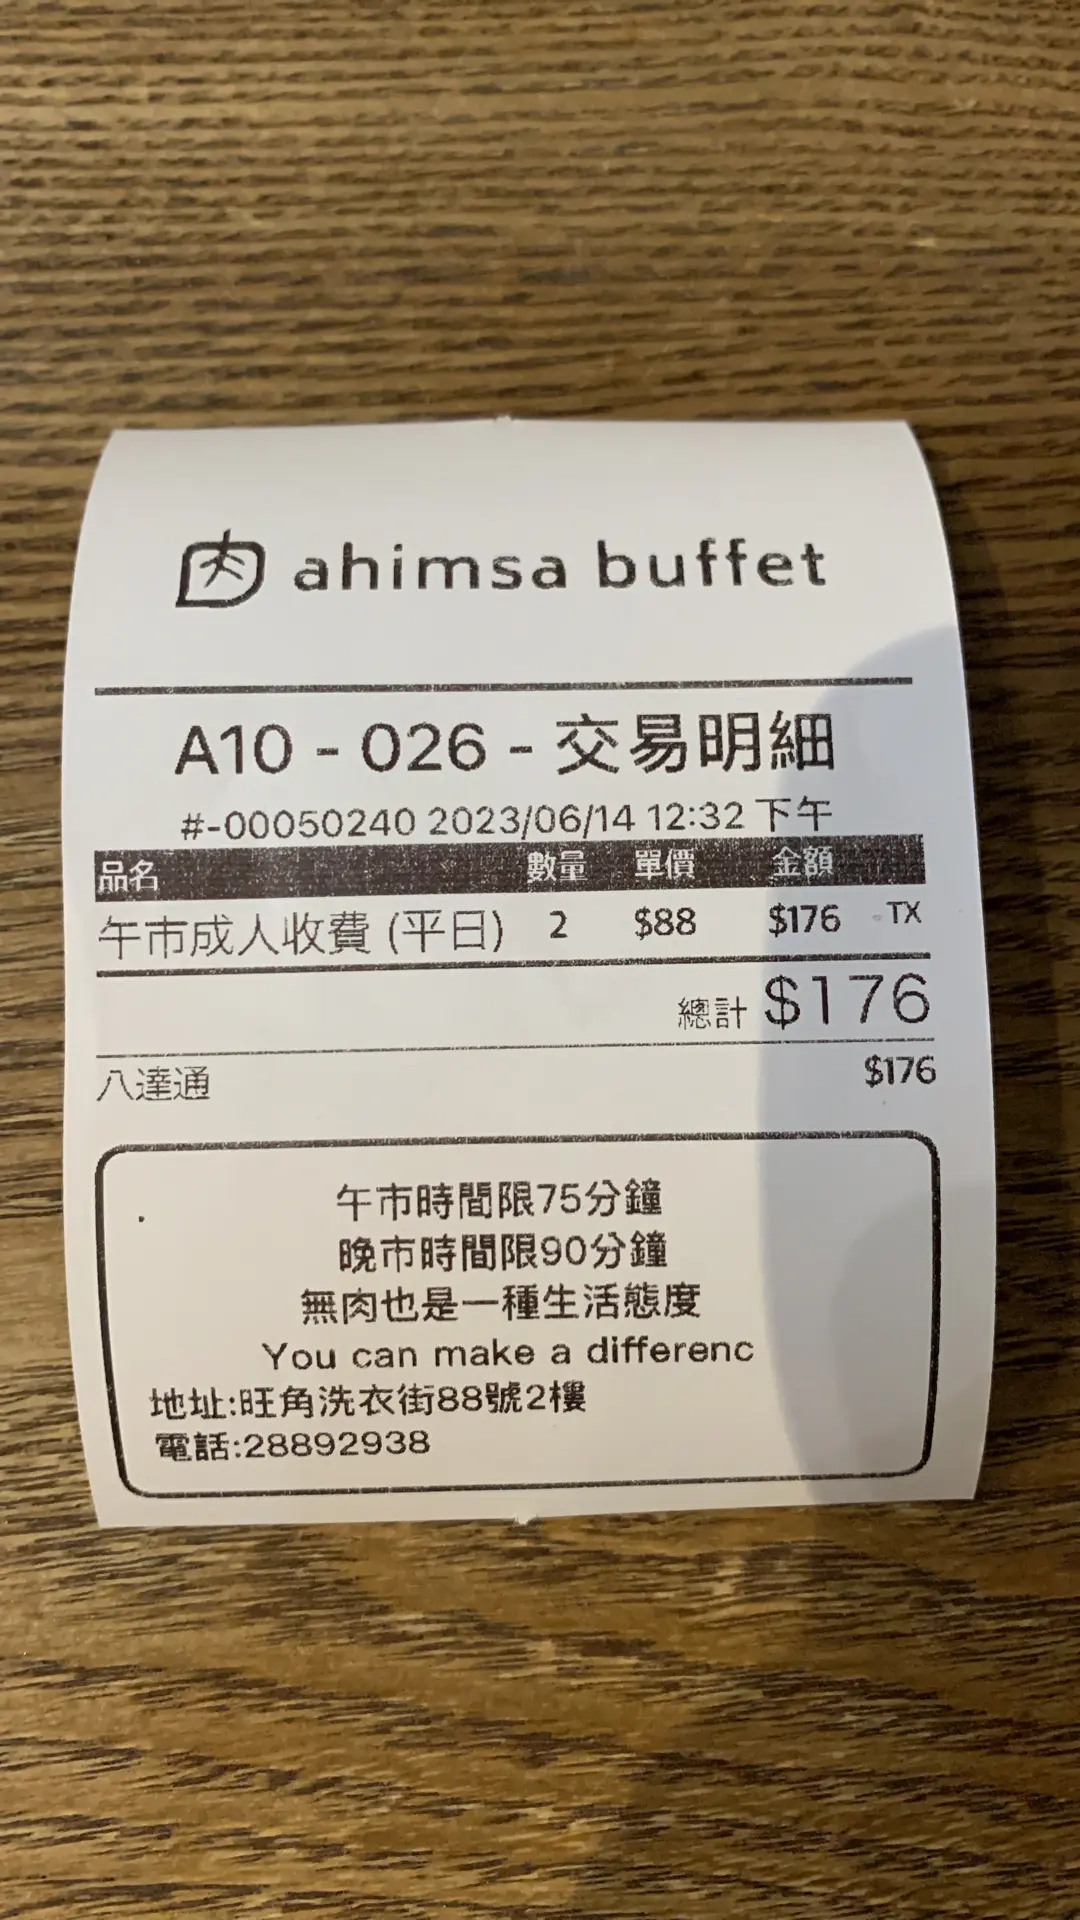 肉 ahimsa buffet
A10 - 026 - 交易明細
#-00050240 2023/06/14 12:32 下午
品名 數量 單價 金額
午市成人收費 (平日) 2 $88 $176 TX
總計 $176
八達通 $176
午市時間限75分鐘
晚市時間限90分鐘
無肉也是一種生活態度
You can make a differenc
地址:旺角洗衣街88號2樓
電話:28892938